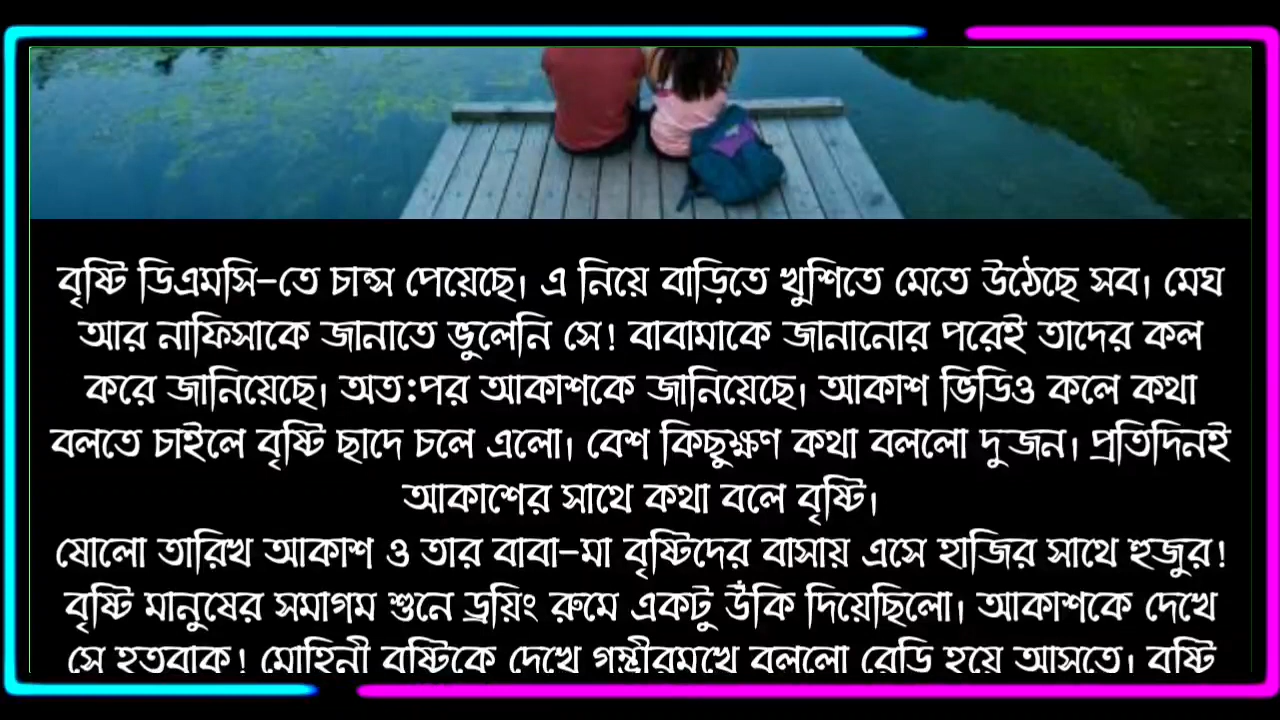 বৃষ্টি ডিএমসি-তে চান্স পেয়েছে। এ নিয়ে বাড়িতে খুশিতে মেতে উঠেছে সব। মেঘ
আর নাফিসাকে জানাতে ভুলেনি সে! বাবামাকে জানানোর পরেই তাদের কল
করে জানিয়েছে। অত:পর আকাশকে জানিয়েছে। আকাশ ভিডিও কলে কথা
বলতে চাইলে বৃষ্টি ছাদে চলে এলো। বেশ কিছুক্ষণ কথা বললো দুজন। প্রতিদিনই
আকাশের সাথে কথা বলে বৃষ্টি।
ষোলো তারিখ আকাশ ও তার বাবা-মা বৃষ্টিদের বাসায় এসে হাজির সাথে হুজুর!
বৃষ্টি মানুষের সমাগম শুনে ড্রয়িং রুমে একটু উঁকি দিয়েছিলো। আকাশকে দেখে
সে হতবাক! মোহিনী বৃষ্টিকে দেখে গম্ভীরমুখে বললো রেডি হয়ে আসতে। বৃষ্টি